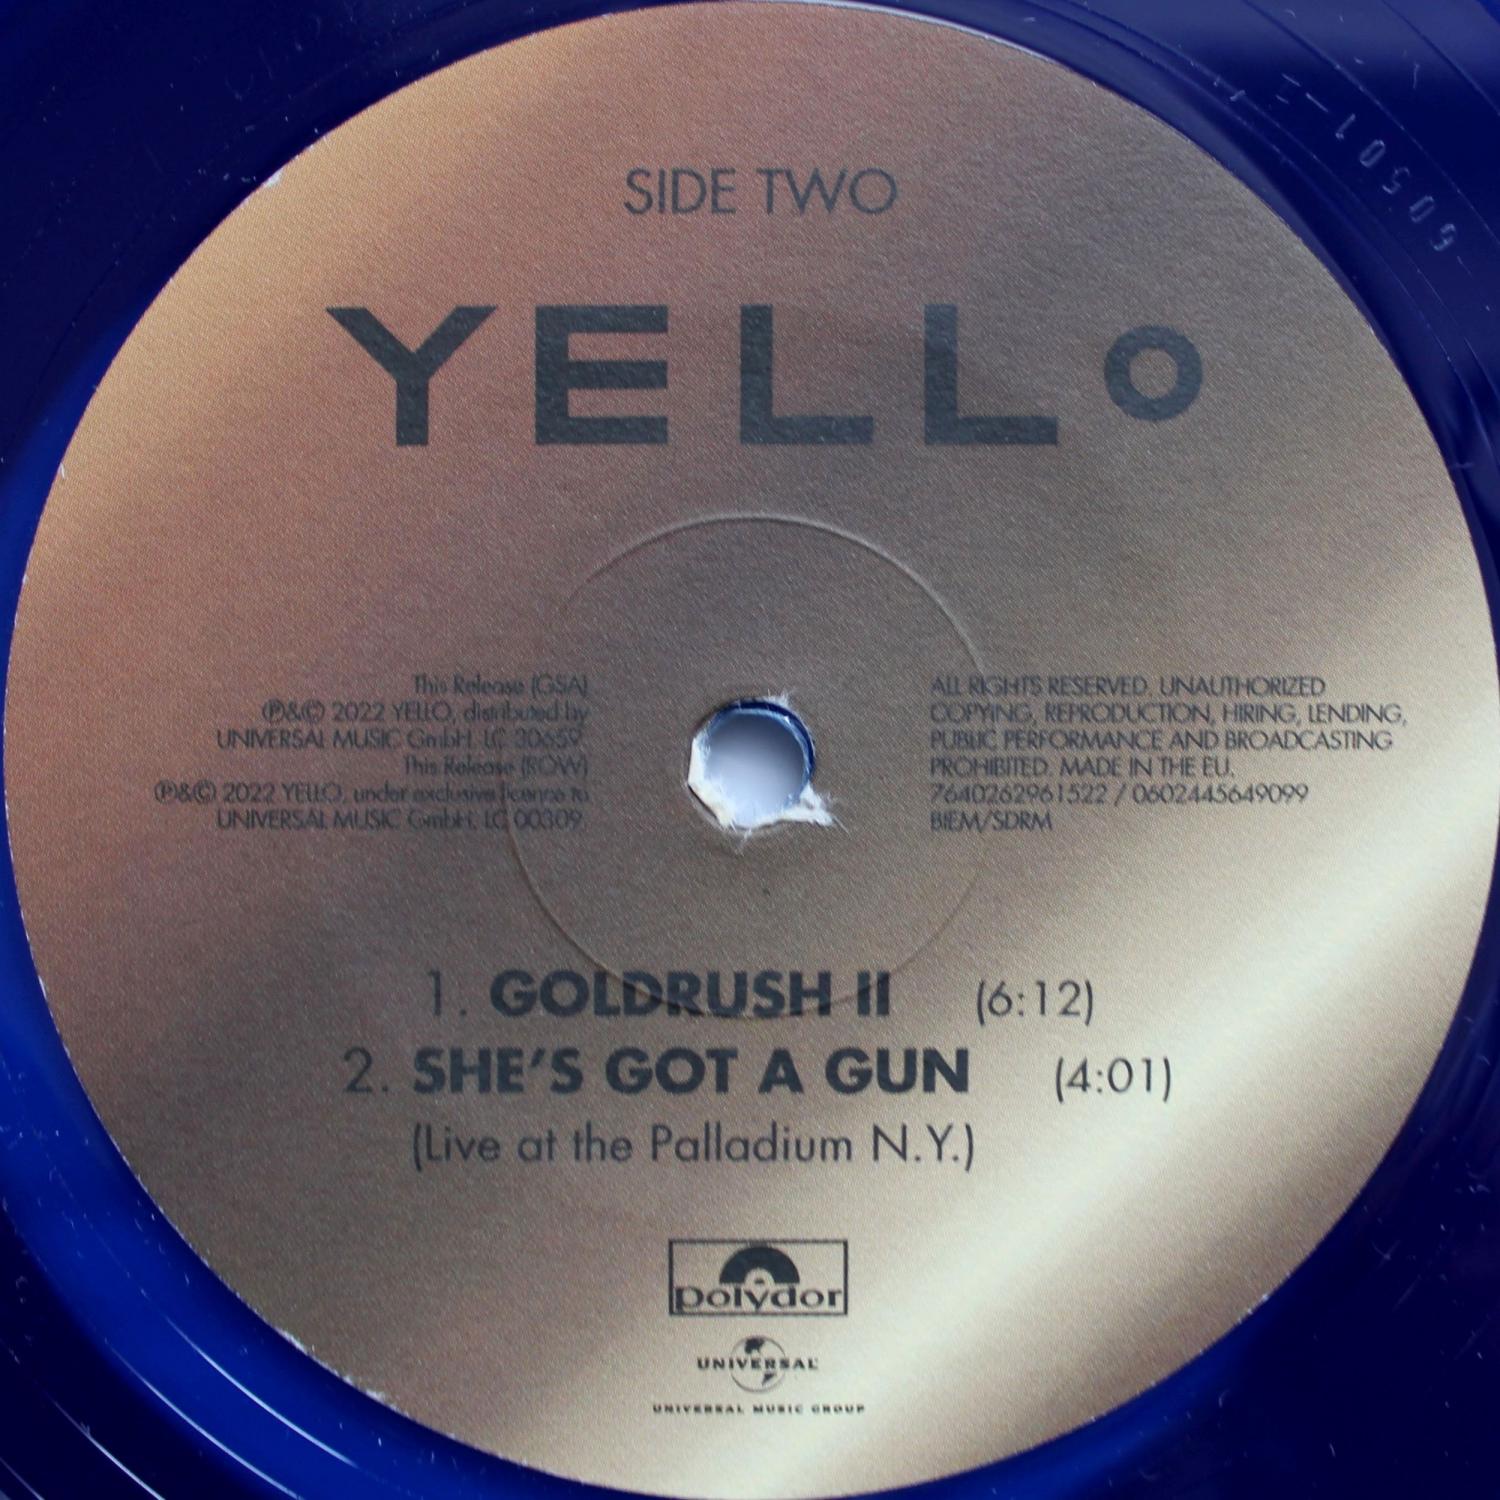 SIDE TWO
YELLO
This Release (GSA)
Ⓟ&© 2022 YELLO, distributed by
UNIVERSAL MUSIC GmbH. LC 30659.
This Release (ROW)
Ⓟ&© 2022 YELLO, under exclusive licence to
UNIVERSAL MUSIC GmbH. LC 00309.
ALL RIGHTS RESERVED. UNAUTHORIZED
COPYING, REPRODUCTION, HIRING, LENDING,
PUBLIC PERFORMANCE AND BROADCASTING
PROHIBITED. MADE IN THE EU.
7640262961522 / 0602445649099
BIEM/SDRM
1. GOLDRUSH II (6:12)
2. SHE'S GOT A GUN (4:01)
(Live at the Palladium N.Y.)
polydor
UNIVERSAL
UNIVERSAL MUSIC GROUP